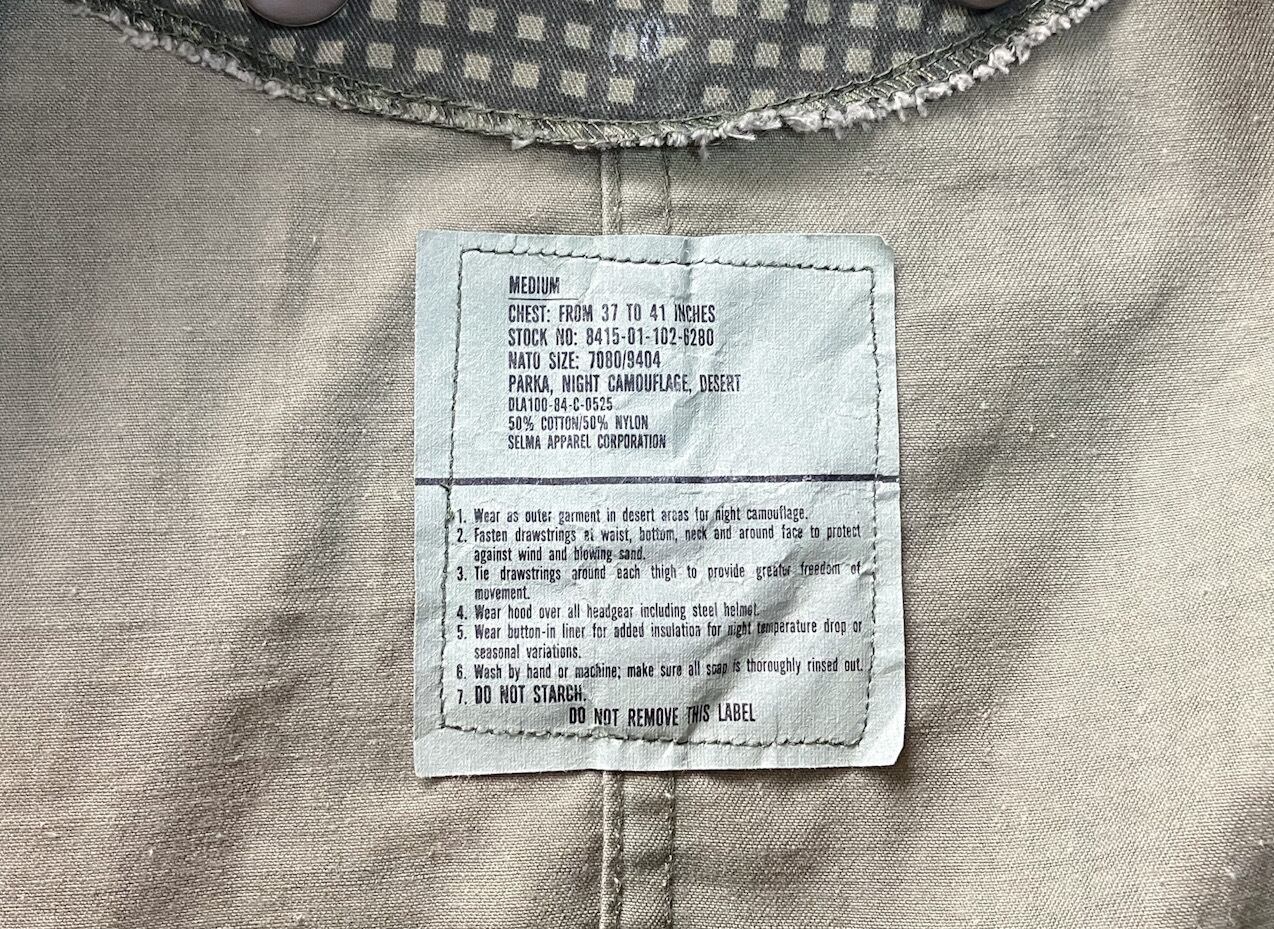 MEDIUM
CHEST: FROM 37 TO 41 INCHES
STOCK NO: 8415-01-102-6280
NATO SIZE: 7080/9404
PARKA, NIGHT CAMOUFLAGE, DESERT
DLA100-84-C-0525
50% COTTON/50% NYLON
SELMA APPAREL CORPORATION
1. Wear as outer garment in desert areas for night camouflage.
2. Fasten drawstrings at waist, bottom, neck and around face to protect
against wind and blowing sand.
3. Tie drawstrings around each thigh to provide greater freedom of
movement.
4. Wear hood over all headgear including steel helmet.
5. Wear button-in liner for added insulation for night temperature drop or
seasonal variations.
6. Wash by hand or machine; make sure all soap is thoroughly rinsed out.
7. DO NOT STARCH.
DO NOT REMOVE THIS LABEL